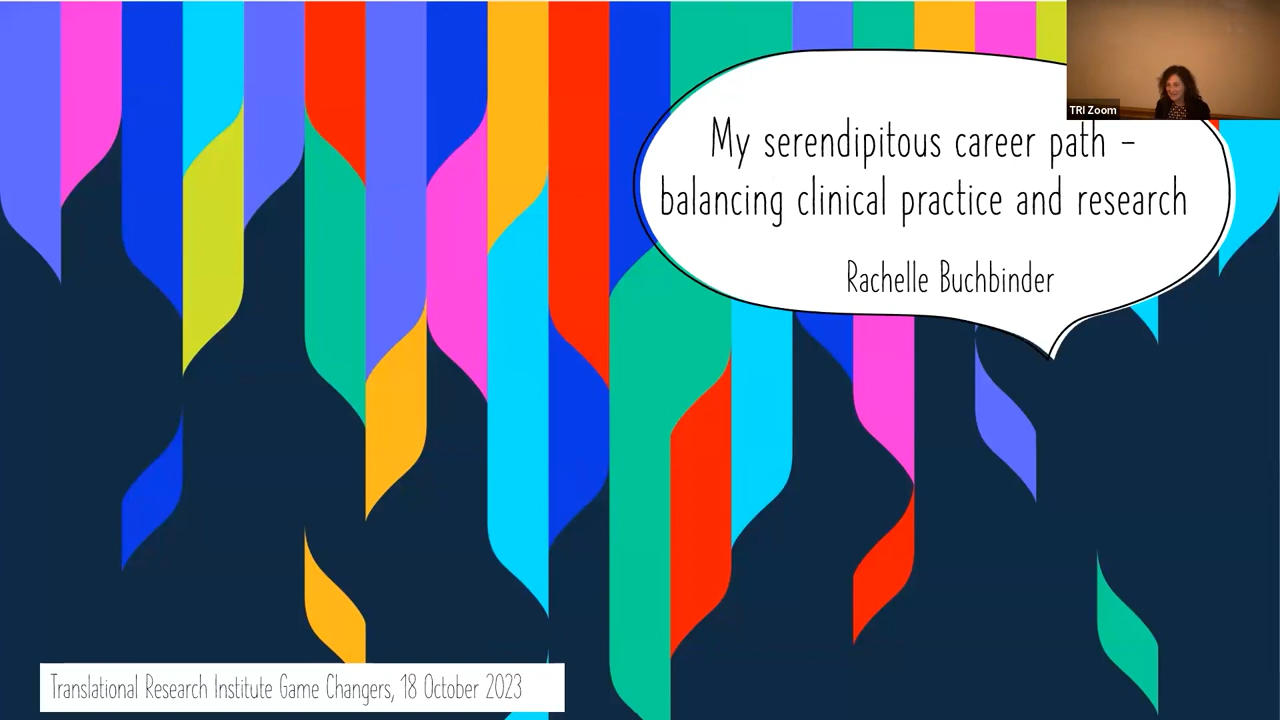 TRI Zoom
My serendipitous career path –
balancing clinical practice and research
Rachelle Buchbinder
Translational Research Institute Game Changers, 18 October 2023